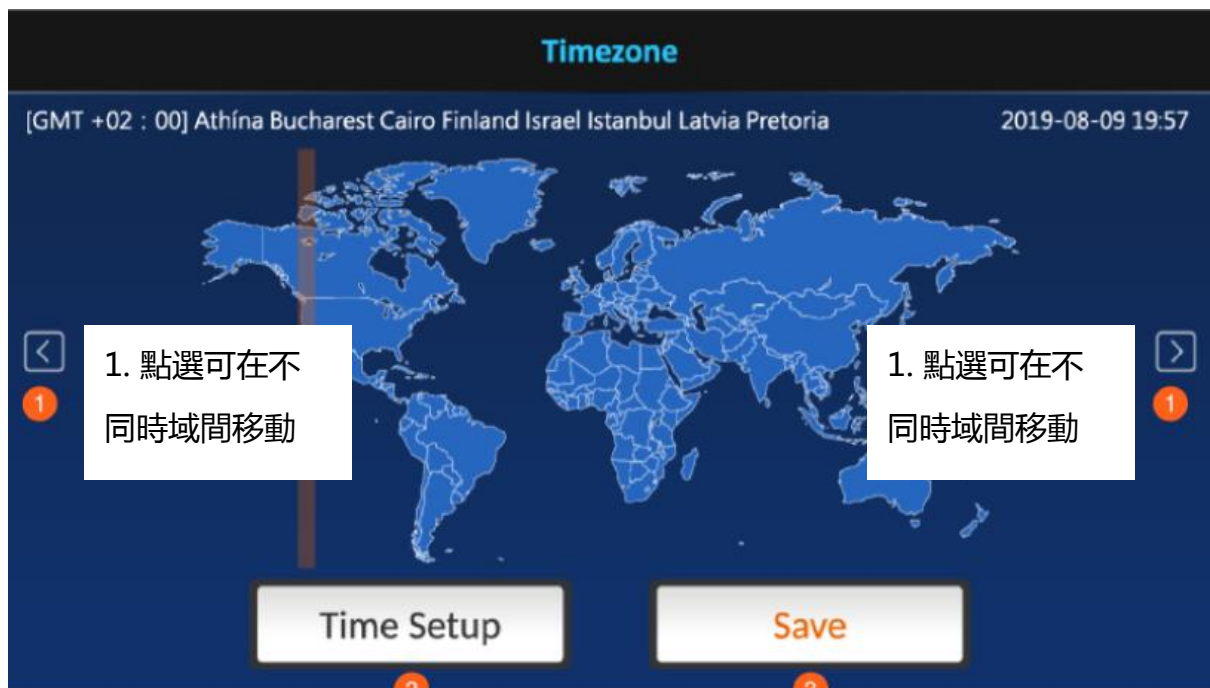 Timezone
[GMT +02 : 00] Athína Bucharest Cairo Finland Israel Istanbul Latvia Pretoria
2019-08-09 19:57
1. 點選可在不
同時域間移動
1
1. 點選可在不
同時域間移動
1
Time Setup
Save